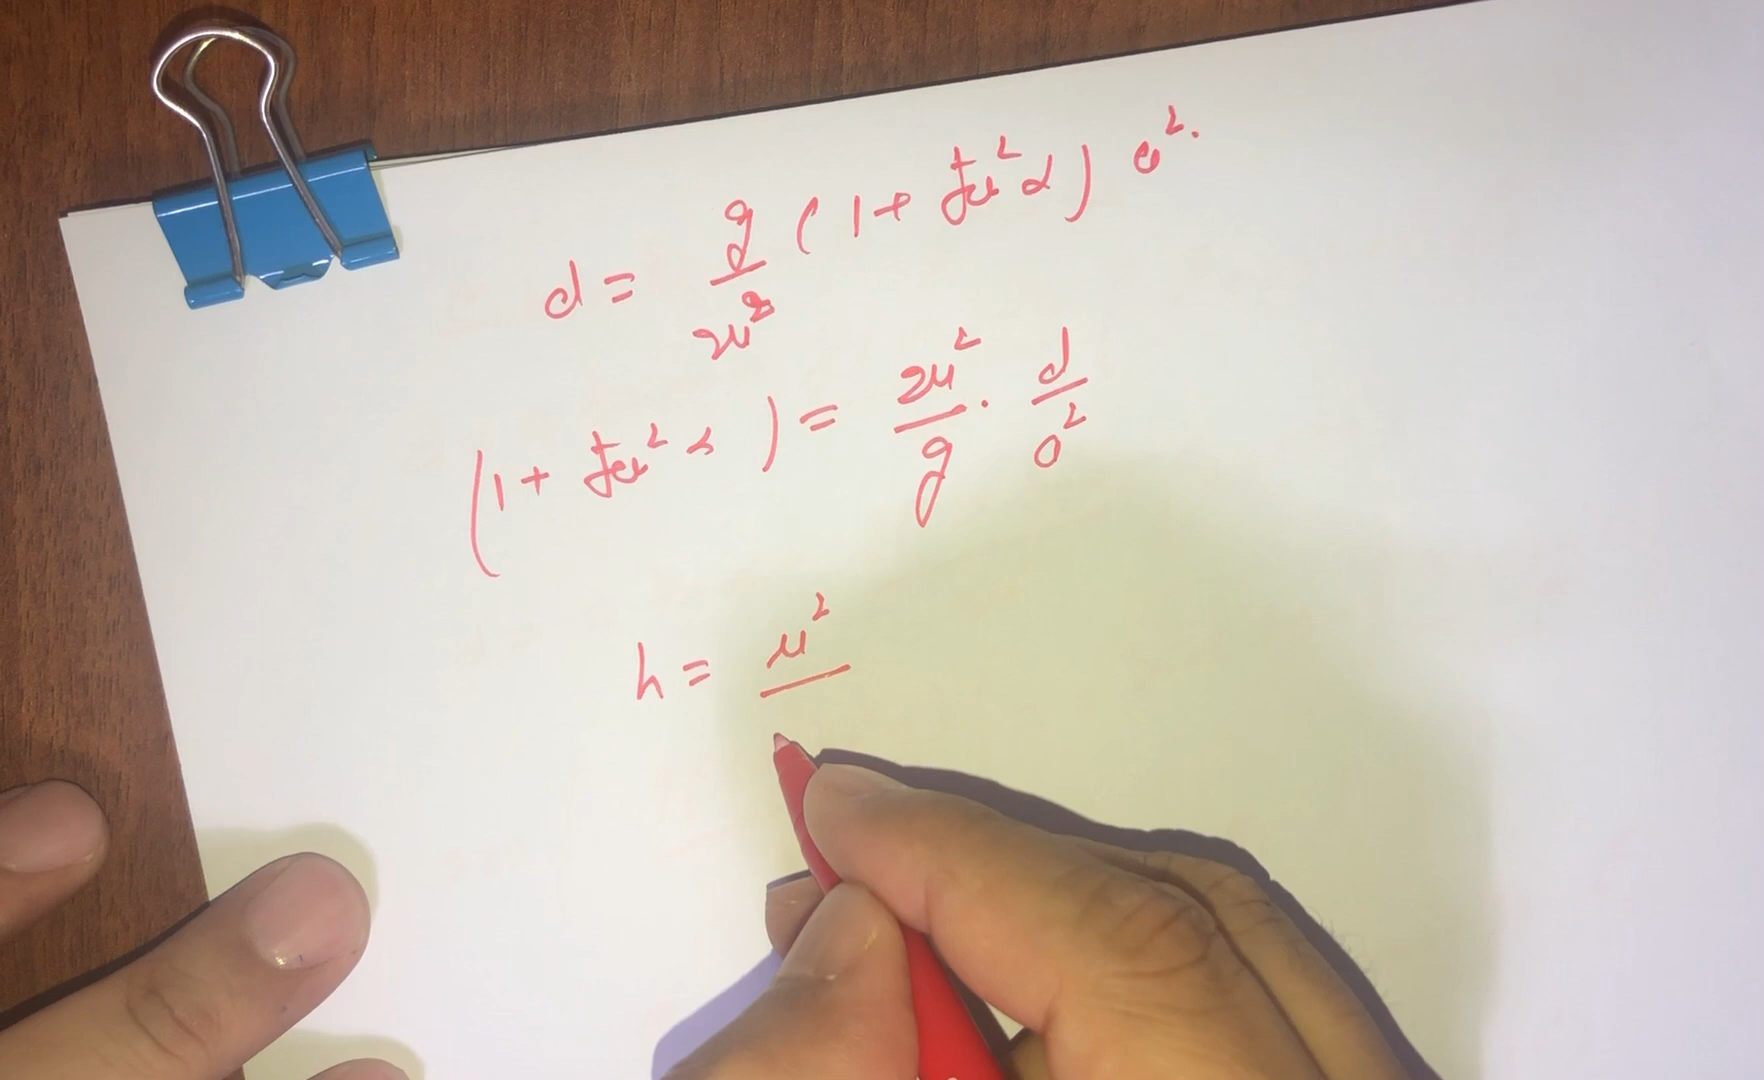 d = g/2u² (1 + tan²α) a².
(1 + tan²α) = 2u²/g · d/a²
h = u²/